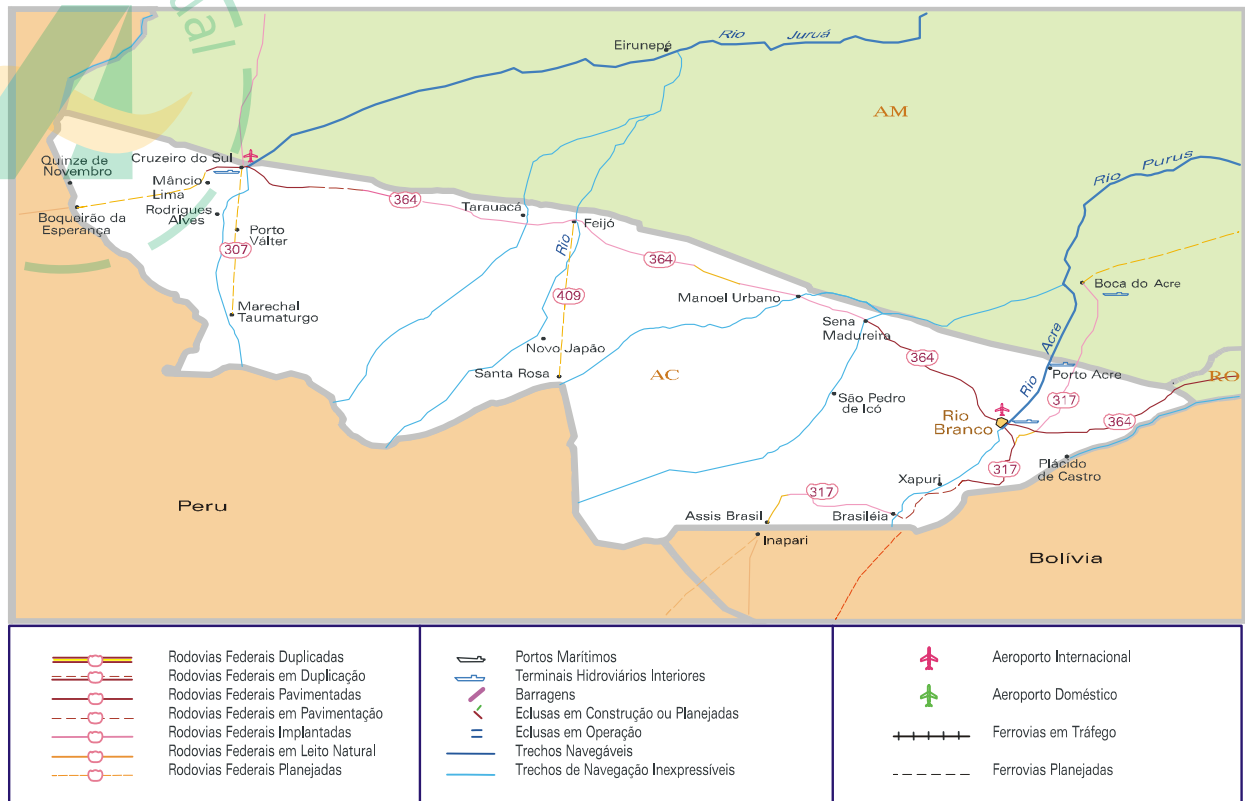 ual
Eirunepé
Rio Juruá
AM
Rio Purus
Quinze de
Novembro
Cruzeiro do Sul
Mâncio
Lima
Rodrigues
Alves
Boqueirão da
Esperança
Porto
Válter
307
364
Tarauacá
Feijó
Rio
364
409
Marechal
Taumaturgo
Novo Japão
Santa Rosa
Manoel Urbano
Sena
Madureira
Boca do Acre
AC
364
Rio Acre
Porto Acre
RO
São Pedro
de Icó
317
Rio
Branco
364
317
Plácido
de Castro
Xapuri
317
Assis Brasil
Brasiléia
Inapari
Peru
Bolívia
Rodovias Federais Duplicadas
Rodovias Federais em Duplicação
Rodovias Federais Pavimentadas
Rodovias Federais em Pavimentação
Rodovias Federais Implantadas
Rodovias Federais em Leito Natural
Rodovias Federais Planejadas
Portos Marítimos
Terminais Hidroviários Interiores
Barragens
Eclusas em Construção ou Planejadas
Eclusas em Operação
Trechos Navegáveis
Trechos de Navegação Inexpressíveis
Aeroporto Internacional
Aeroporto Doméstico
Ferrovias em Tráfego
Ferrovias Planejadas